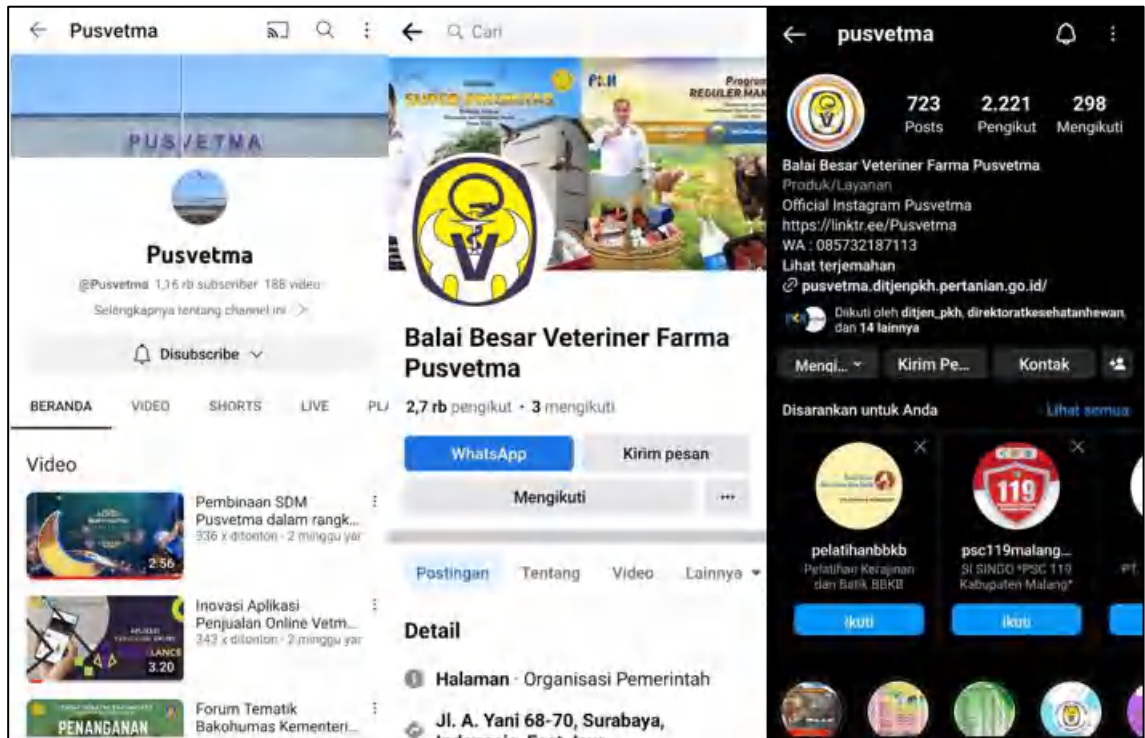 Pusvetma
PUSVETMA
Pusvetma
@Pusvetma 1,16 rb subscriber 188 video
Selengkapnya tentang channel ini >
Disubscribe
BERANDA VIDEO SHORTS LIVE
Video
Pembinaan SDM
Pusvetma dalam rangk...
336 x ditonton · 2 minggu yan
2:56
Inovasi Aplikasi
Penjualan Online Vetm...
343 x ditonton · 2 minggu yan
3.20
PENANGANAN
Forum Tematik
Bakohumas Kementeri...
Cari
PKH
Program
REGULER
Balai Besar Veteriner Farma
Pusvetma
2,7 rb pengikut · 3 mengikuti
WhatsApp Kirim pesan
Mengikuti ...
Postingan Tentang Video Lainnya
Detail
Halaman · Organisasi Pemerintah
Jl. A. Yani 68-70, Surabaya,
pusvetma
723 2.221 298
Posts Pengikut Mengikuti
Balai Besar Veteriner Farma Pusvetma
Produk/Layanan
Official Instagram Pusvetma
https://linktr.ee/Pusvetma
WA : 085732187113
Lihat terjemahan
pusvetma.ditjenpkh.pertanian.go.id/
Diikuti oleh ditjen_pkh, direktoratkesehatanhewan,
dan 14 lainnya
Mengi... Kirim Pe... Kontak
Disarankan untuk Anda Lihat semua
119
pelatihanbbkb psc119malang...
Pelatihan Kerajinan SI SINGO "PSC 119
dan Batik BBKB Kabupaten Malang"
PT.
Ikuti Ikuti